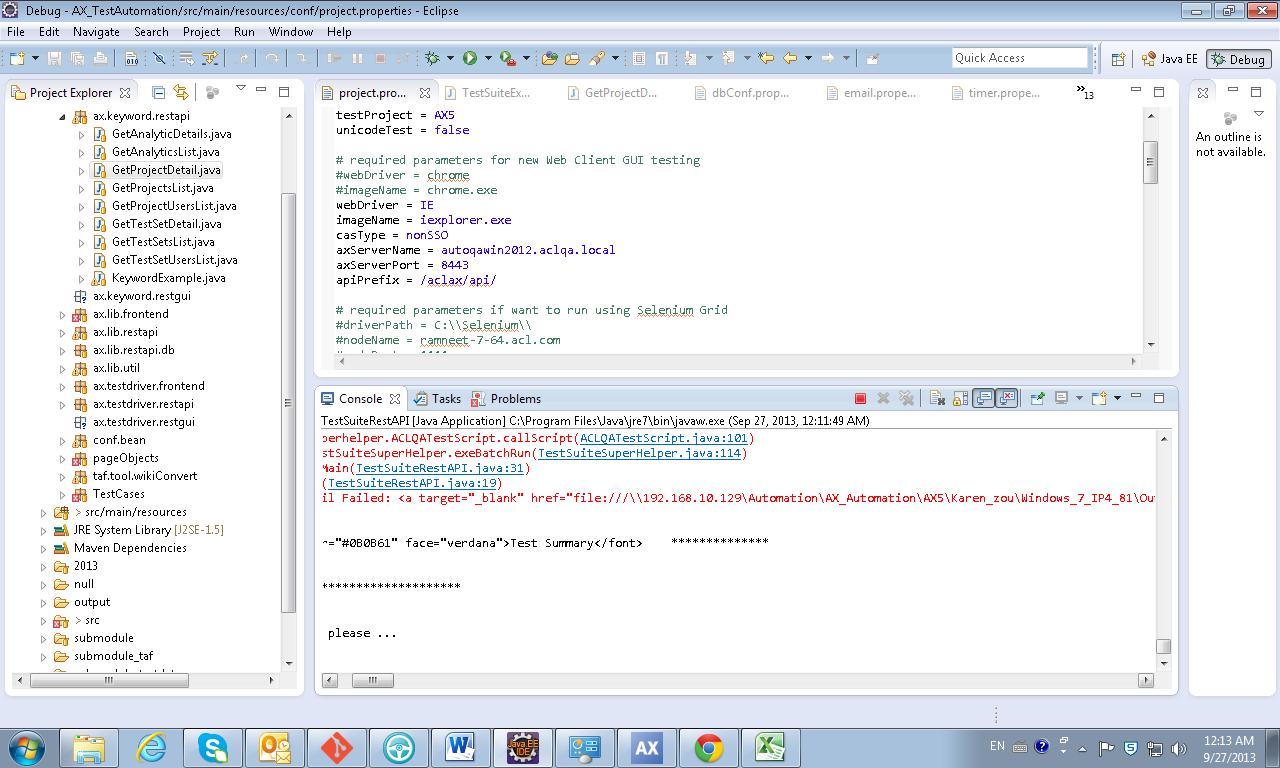 Debug - AX_TestAutomation/src/main/resources/conf/project.properties - Eclipse
File Edit Navigate Search Project Run Window Help
Quick Access
Java EE
Debug
Project Explorer
ax.keyword.restapi
GetAnalyticDetails.java
GetAnalyticsList.java
GetProjectDetail.java
GetProjectsList.java
GetProjectUsersList.java
GetTestSetDetail.java
GetTestSetsList.java
GetTestSetUsersList.java
KeywordExample.java
ax.keyword.restgui
ax.lib.frontend
ax.lib.restapi
ax.lib.restapi.db
ax.lib.util
ax.testdriver.frontend
ax.testdriver.restapi
ax.testdriver.restgui
conf.bean
pageObjects
taf.tool.wikiConvert
TestCases
> src/main/resources
JRE System Library [J2SE-1.5]
Maven Dependencies
2013
null
output
> src
submodule
submodule_taf
project.pro...
TestSuiteEx...
GetProjectD...
dbConf.prop...
email.prope...
timer.prope...
»13
testProject = AX5
unicodeTest = false
# required parameters for new Web Client GUI testing
#webDriver = chrome
#imageName = chrome.exe
webDriver = IE
imageName = iexplorer.exe
casType = nonSSO
axServerName = autoqawin2012.aclqa.local
axServerPort = 8443
apiPrefix = /aclax/api/
# required parameters if want to run using Selenium Grid
#driverPath = C:\\Selenium\\
#nodeName = ramneet-7-64.acl.com
An outline is
not available.
Console
Tasks
Problems
TestSuiteRestAPI [Java Application] C:\Program Files\Java\jre7\bin\javaw.exe (Sep 27, 2013, 12:11:49 AM)
perhelper.ACLQATestScript.callScript(ACLQATestScript.java:101)
stSuiteSuperHelper.exeBatchRun(TestSuiteSuperHelper.java:114)
Main(TestSuiteRestAPI.java:31)
(TestSuiteRestAPI.java:19)
il Failed: <a target="_blank" href="file:///\\192.168.10.129\Automation\AX_Automation\AX5\Karen_zou\Windows_7_IP4_81\Ou
="#0B0B61" face="verdana">Test Summary</font> **************
********************
please ...
EN
12:13 AM
9/27/2013
Java EE
IDE
AX